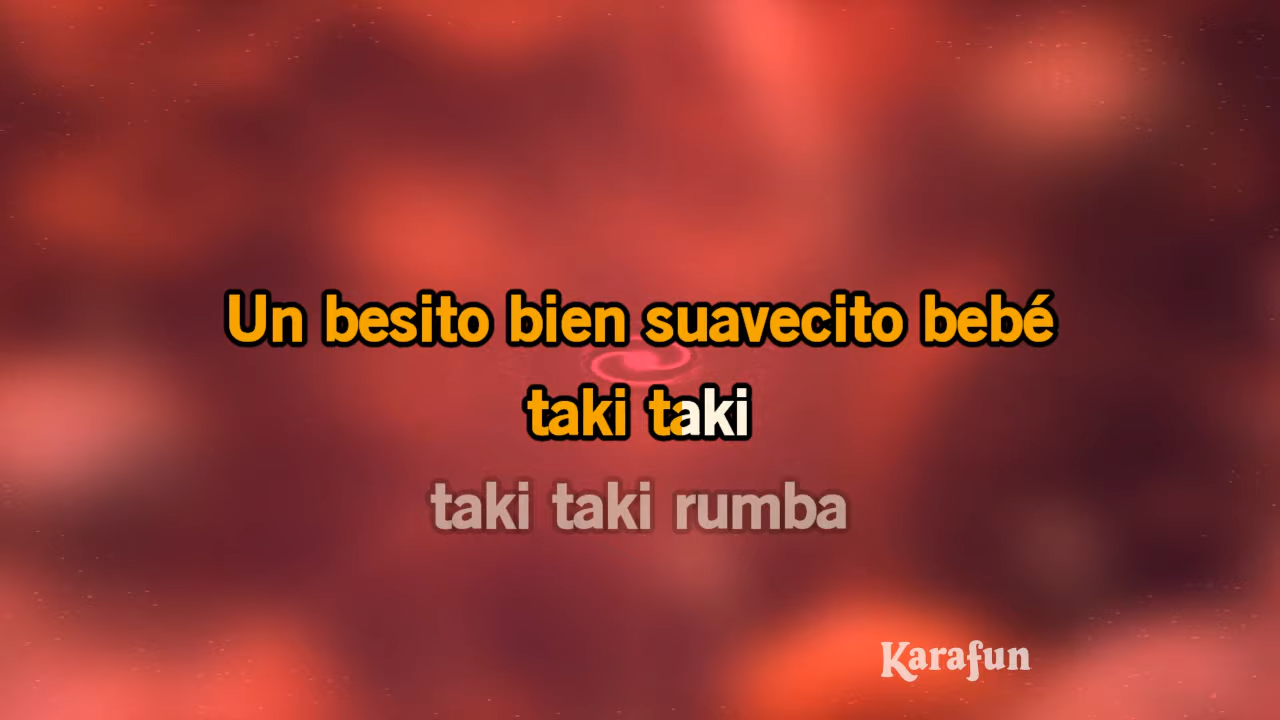 Un besito bien suavecito bebé
taki taki
taki taki rumba
Karafun